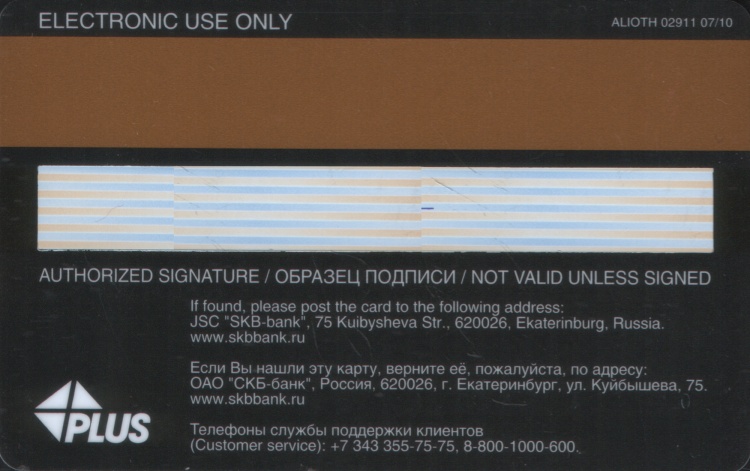 ELECTRONIC USE ONLY
ALIOTH 02911 07/10
AUTHORIZED SIGNATURE / ОБРАЗЕЦ ПОДПИСИ / NOT VALID UNLESS SIGNED
If found, please post the card to the following address:
JSC "SKB-bank", 75 Kuibysheva Str., 620026, Ekaterinburg, Russia.
www.skbbank.ru
Если Вы нашли эту карту, верните её, пожалуйста, по адресу:
ОАО "СКБ-банк", Россия, 620026, г. Екатеринбург, ул. Куйбышева, 75.
www.skbbank.ru
PLUS
Телефоны службы поддержки клиентов
(Customer service): +7 343 355-75-75, 8-800-1000-600.